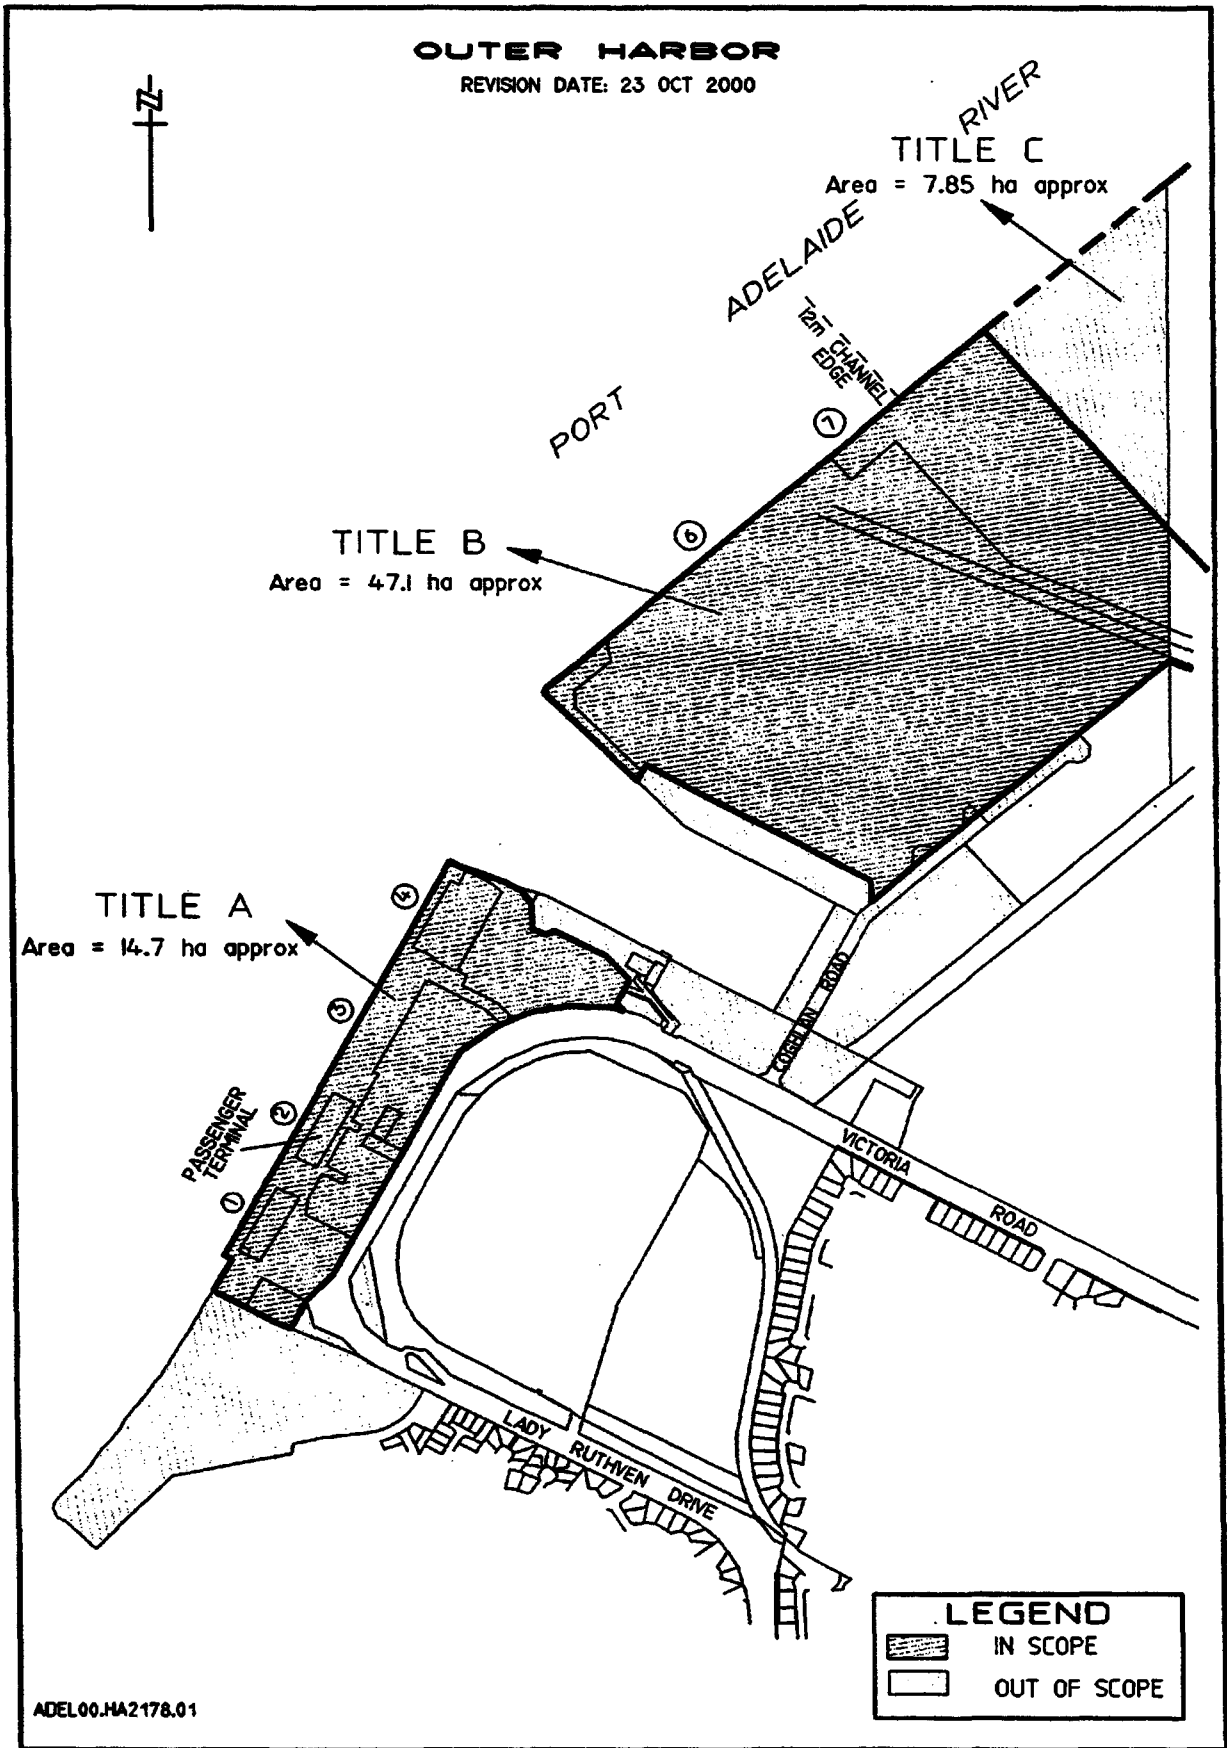 OUTER HARBOR
REVISION DATE: 23 OCT 2000
N
RIVER
TITLE C
Area = 7.85 ha approx
ADELAIDE
12m CHANNEL
EDGE
PORT
7
6
TITLE B
Area = 47.1 ha approx
4
TITLE A
Area = 14.7 ha approx
3
COGHLAN ROAD
2
PASSENGER
TERMINAL
1
VICTORIA
ROAD
LADY RUTHVEN DRIVE
LEGEND
IN SCOPE
OUT OF SCOPE
ADEL00.HA2178.01